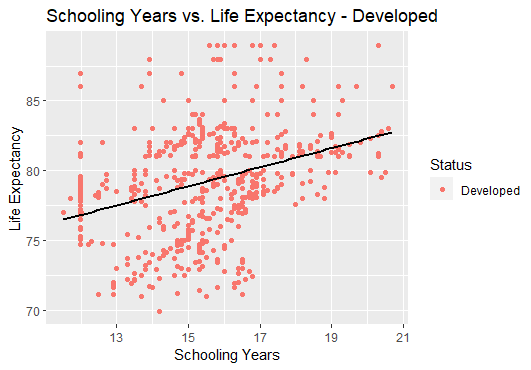 Schooling Years vs. Life Expectancy - Developed
Life Expectancy
85
80
75
70
13 15 17 19 21
Schooling Years
Status
Developed